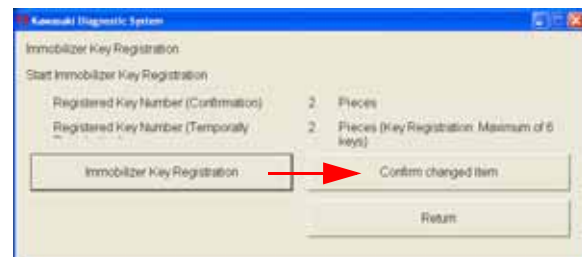 Kawasaki Diagnostic System
Immobilizer Key Registration
Start Immobilizer Key Registration
Registered Key Number (Confirmation) 2 Pieces
Registered Key Number (Temporally 2 Pieces (Key Registration: Maximum of 6
keys)
Immobilizer Key Registration Confirm changed item
Return